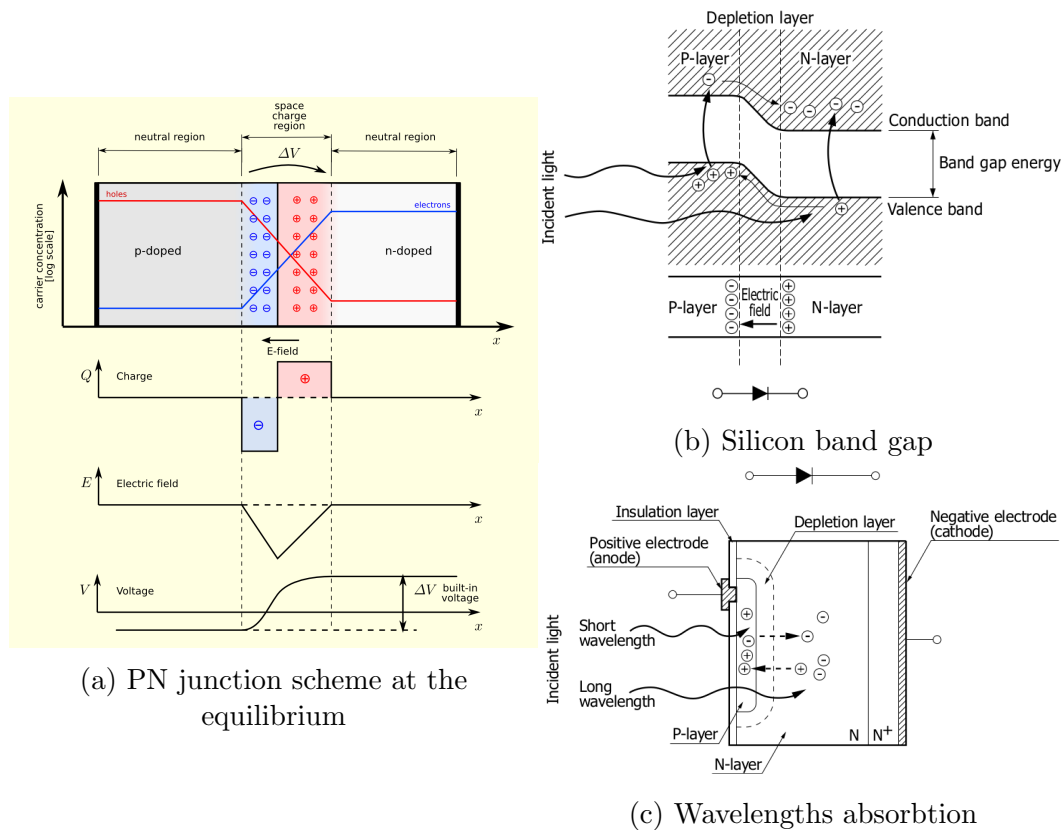 space
charge
region
neutral region
neutral region
ΔV
carrier concentration
[log scale]
holes
electrons
p-doped
n-doped
x
E-field
Q
Charge
x
E
Electric field
x
V
Voltage
ΔV
built-in
voltage
x
(a) PN junction scheme at the
equilibrium
Depletion layer
P-layer
N-layer
Conduction band
Band gap energy
Valence band
Incident light
P-layer
Electric
field
N-layer
(b) Silicon band gap
Insulation layer
Depletion layer
Negative electrode
(cathode)
Positive electrode
(anode)
Incident light
Short
wavelength
Long
wavelength
P-layer
N-layer
N
N+
(c) Wavelengths absorbtion